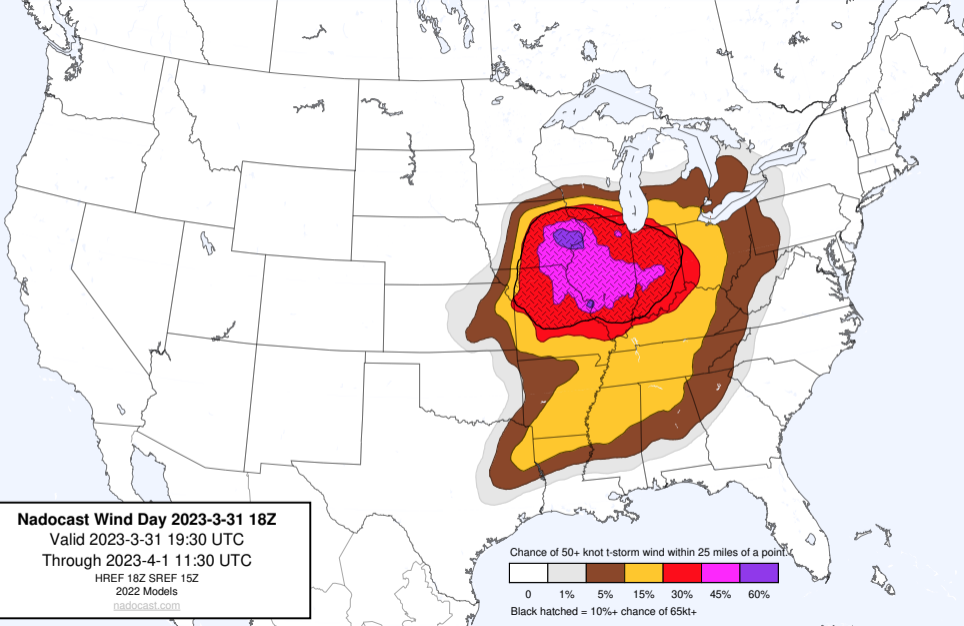 Nadocast Wind Day 2023-3-31 18Z
Valid 2023-3-31 19:30 UTC
Through 2023-4-1 11:30 UTC
HREF 18Z SREF 15Z
2022 Models
nadocast.com
Chance of 50+ knot t-storm wind within 25 miles of a point.
0 1% 5% 15% 30% 45% 60%
Black hatched = 10%+ chance of 65kt+